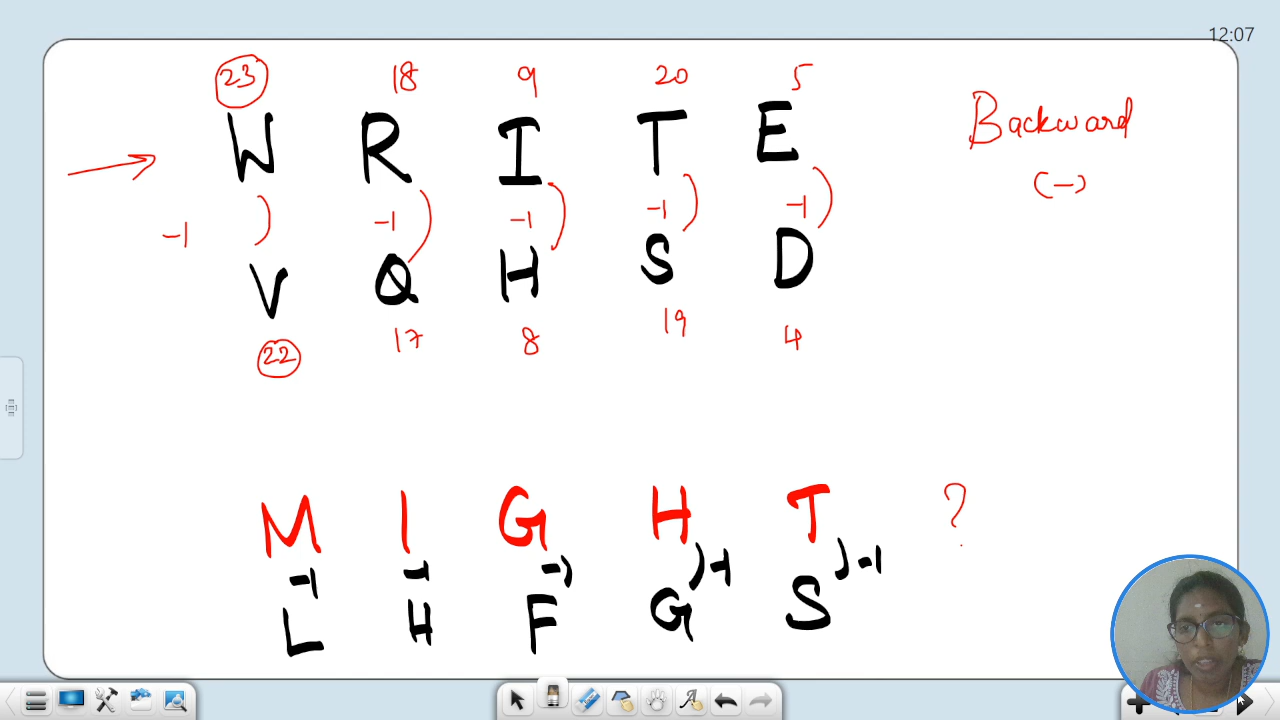 12:07
23 18 9 20 5
W R I T E
Backward
(-)
-1 -1 -1 -1 -1
V Q H S D
22 17 8 19 4
M I G H T ?
-1 -1 -1 -1 -1
L H F G S